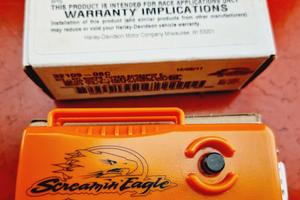 THIS PRODUCT IS INTENDED FOR RACE APPLICATIONS ONLY
WARRANTY IMPLICATIONS
Installation of this product (and similar products from other manufacturers)
may reduce or void your Harley-Davidson vehicle warranty.
Harley-Davidson Motor Company Milwaukee, WI 53201
32109-08C
Screamin' Eagle